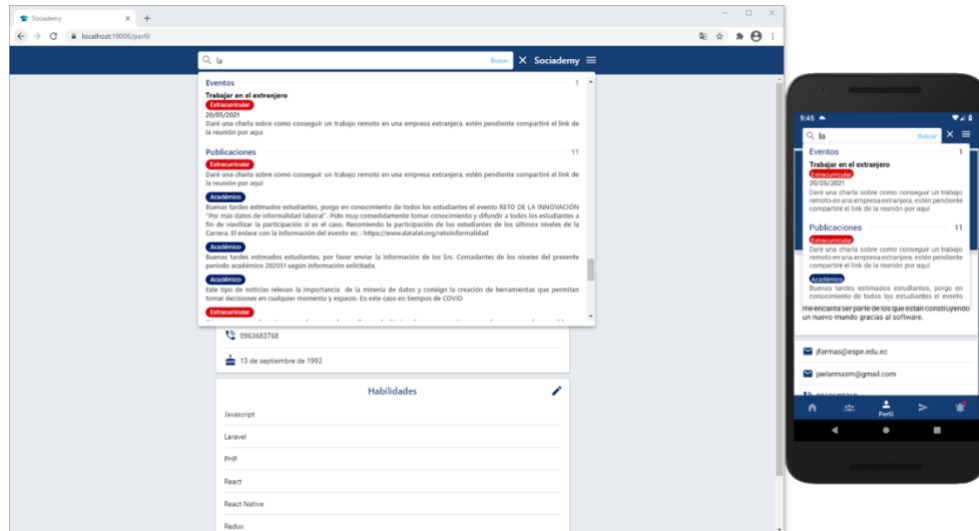 Sociademy
localhost:19006/perfil
la
Buscar
Sociademy
Eventos 1
Trabajar en el extranjero
Extracurricular
20/05/2021
Daré una charla sobre como conseguir un trabajo remoto en una empresa extranjera, estén pendiente compartiré el link de
la reunión por aquí
Publicaciones 11
Extracurricular
Daré una charla sobre como conseguir un trabajo remoto en una empresa extranjera, estén pendiente compartiré el link de
la reunión por aquí
Académico
Buenas tardes estimados estudiantes, porgo en conocimiento de todos los estudiantes el evento RETO DE LA INNOVACIÓN
"Por más datos de informalidad laboral". Pido muy comedidamente tomar conocimiento y difundir a todos los estudiantes a
fin de viavilizar la participación si es el caso. Recomiendo la participación de los estudiantes de los últimos niveles de la
Carrera. El enlace con la información del evento es: : https://www.datalat.org/retoinformalidad
Académico
Buenas tardes estimados estudiantes, por favor enviar la información de los Srs. Comadantes de los niveles del presente
periodo académico 202051 según información solicitada.
Académico
Este tipo de noticias relevan la importancia de la minería de datos y consigo la creación de herramientas que permitan
tomar decisiones en cualquier momento y espacio. En este caso en tiempos de COVID
Extracurricular
0963683768
13 de septiembre de 1992
Habilidades
Javascript
Laravel
PHP
React
React Native
Redux
9:45
la
Buscar
Eventos 1
Trabajar en el extranjero
Extracurricular
20/05/2021
Daré una charla sobre como conseguir un trabajo
remoto en una empresa extranjera, estén pendiente
compartiré el link de la reunión por aquí
Publicaciones 11
Extracurricular
Daré una charla sobre como conseguir un trabajo
remoto en una empresa extranjera, estén pendiente
compartiré el link de la reunión por aquí
Académico
Buenas tardes estimados estudiantes, porgo en
conocimiento de todos los estudiantes el evento
me encanta ser parte de los que están construyendo
un nuevo mundo gracias al software.
jfarmas@espe.edu.ec
jaelarmasm@gmail.com
Perfil